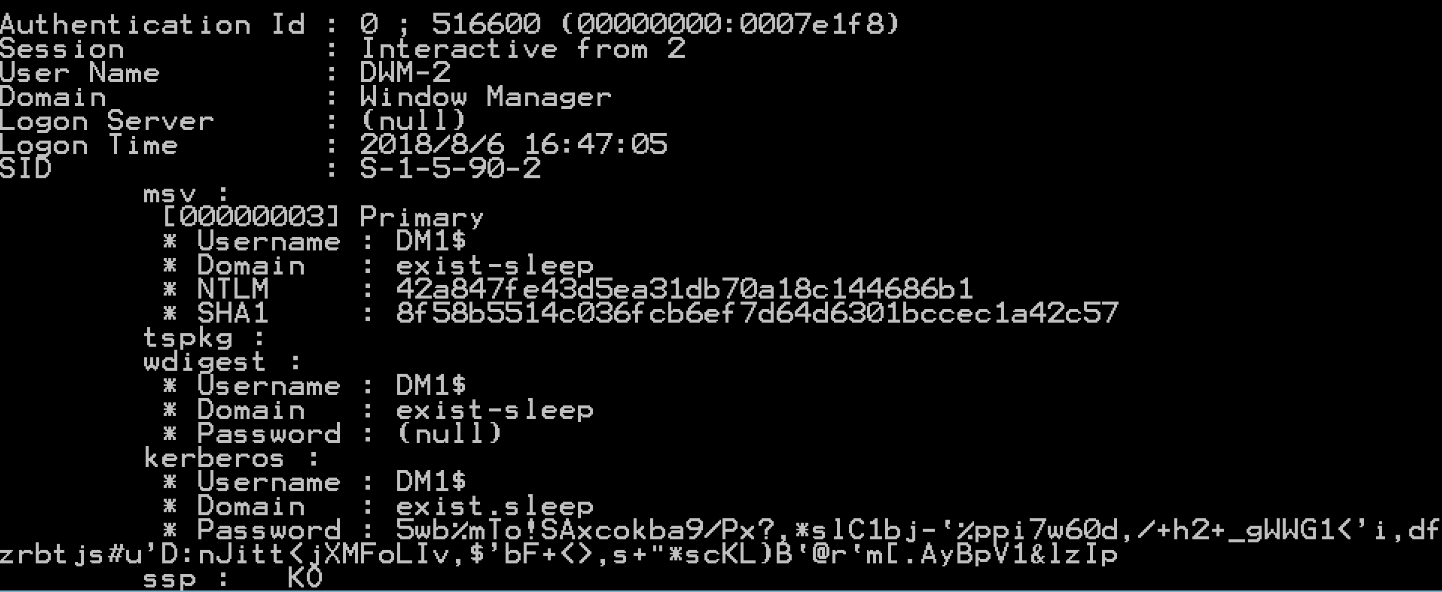 Authentication Id : 0 ; 516600 (00000000:0007e1f8)
Session           : Interactive from 2
User Name         : DWM-2
Domain            : Window Manager
Logon Server      : (null)
Logon Time        : 2018/8/6 16:47:05
SID               : S-1-5-90-2
        msv :
         [00000003] Primary
         * Username : DM1$
         * Domain   : exist-sleep
         * NTLM     : 42a847fe43d5ea31db70a18c144686b1
         * SHA1     : 8f58b5514c036fcb6ef7d64d6301bccec1a42c57
        tspkg :
        wdigest :
         * Username : DM1$
         * Domain   : exist-sleep
         * Password : (null)
        kerberos :
         * Username : DM1$
         * Domain   : exist.sleep
         * Password : 5wb%mTo!SAxcokba9/Px?,*slC1bj-'%ppi7w60d,/+h2+_gWWG1<'i,df
zrbtjs#u'D:nJitt<jXMFoLIv,$'bF+<>,s+"*scKL)B'@r'm[.AyBpV1&lzIp
        ssp :   KO